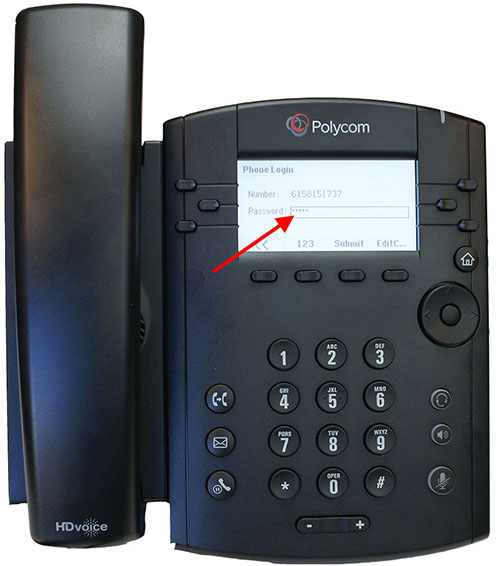 Polycom
Phone Login
Number: 6158151737
Password: *****
<< 123 Submit EditC...
1 ABC 2 DEF 3
GHI 4 JKL 5 MNO 6
PQRS 7 TUV 8 WXYZ 9
* OPER 0 #
- +
HDvoice